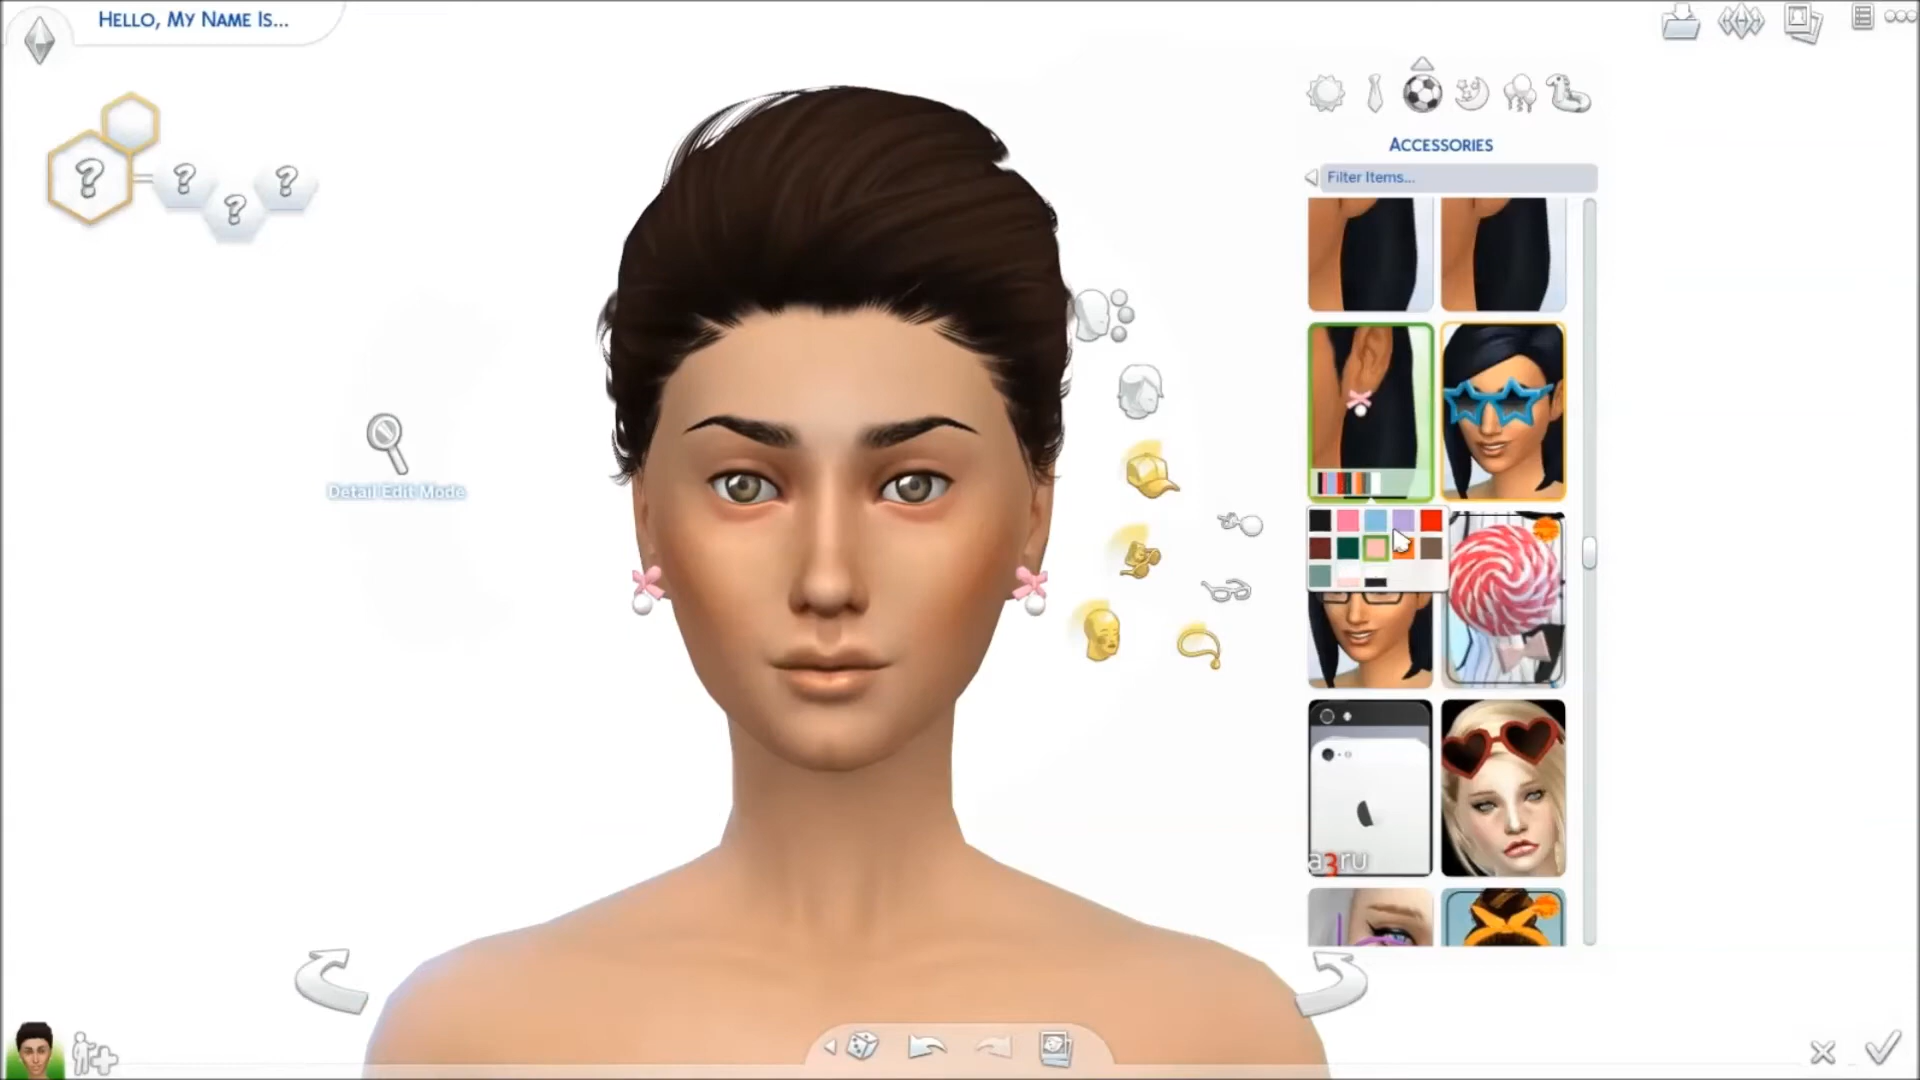 HELLO, MY NAME IS...
ACCESSORIES
Filter Items...
Detail Edit Mode
a3ru